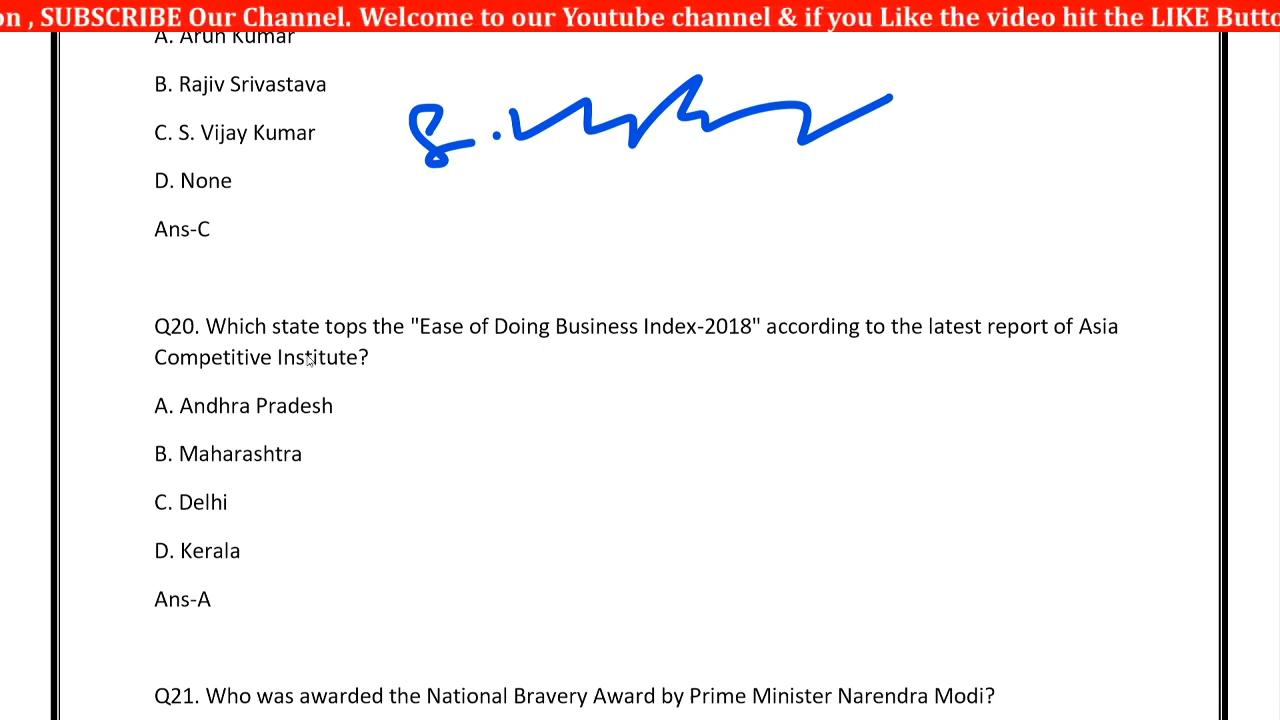 on , SUBSCRIBE Our Channel. Welcome to our Youtube channel & if you Like the video hit the LIKE Butto
A. Arun Kumar
B. Rajiv Srivastava
C. S. Vijay Kumar
D. None
Ans-C
Q20. Which state tops the "Ease of Doing Business Index-2018" according to the latest report of Asia
Competitive Institute?
A. Andhra Pradesh
B. Maharashtra
C. Delhi
D. Kerala
Ans-A
Q21. Who was awarded the National Bravery Award by Prime Minister Narendra Modi?